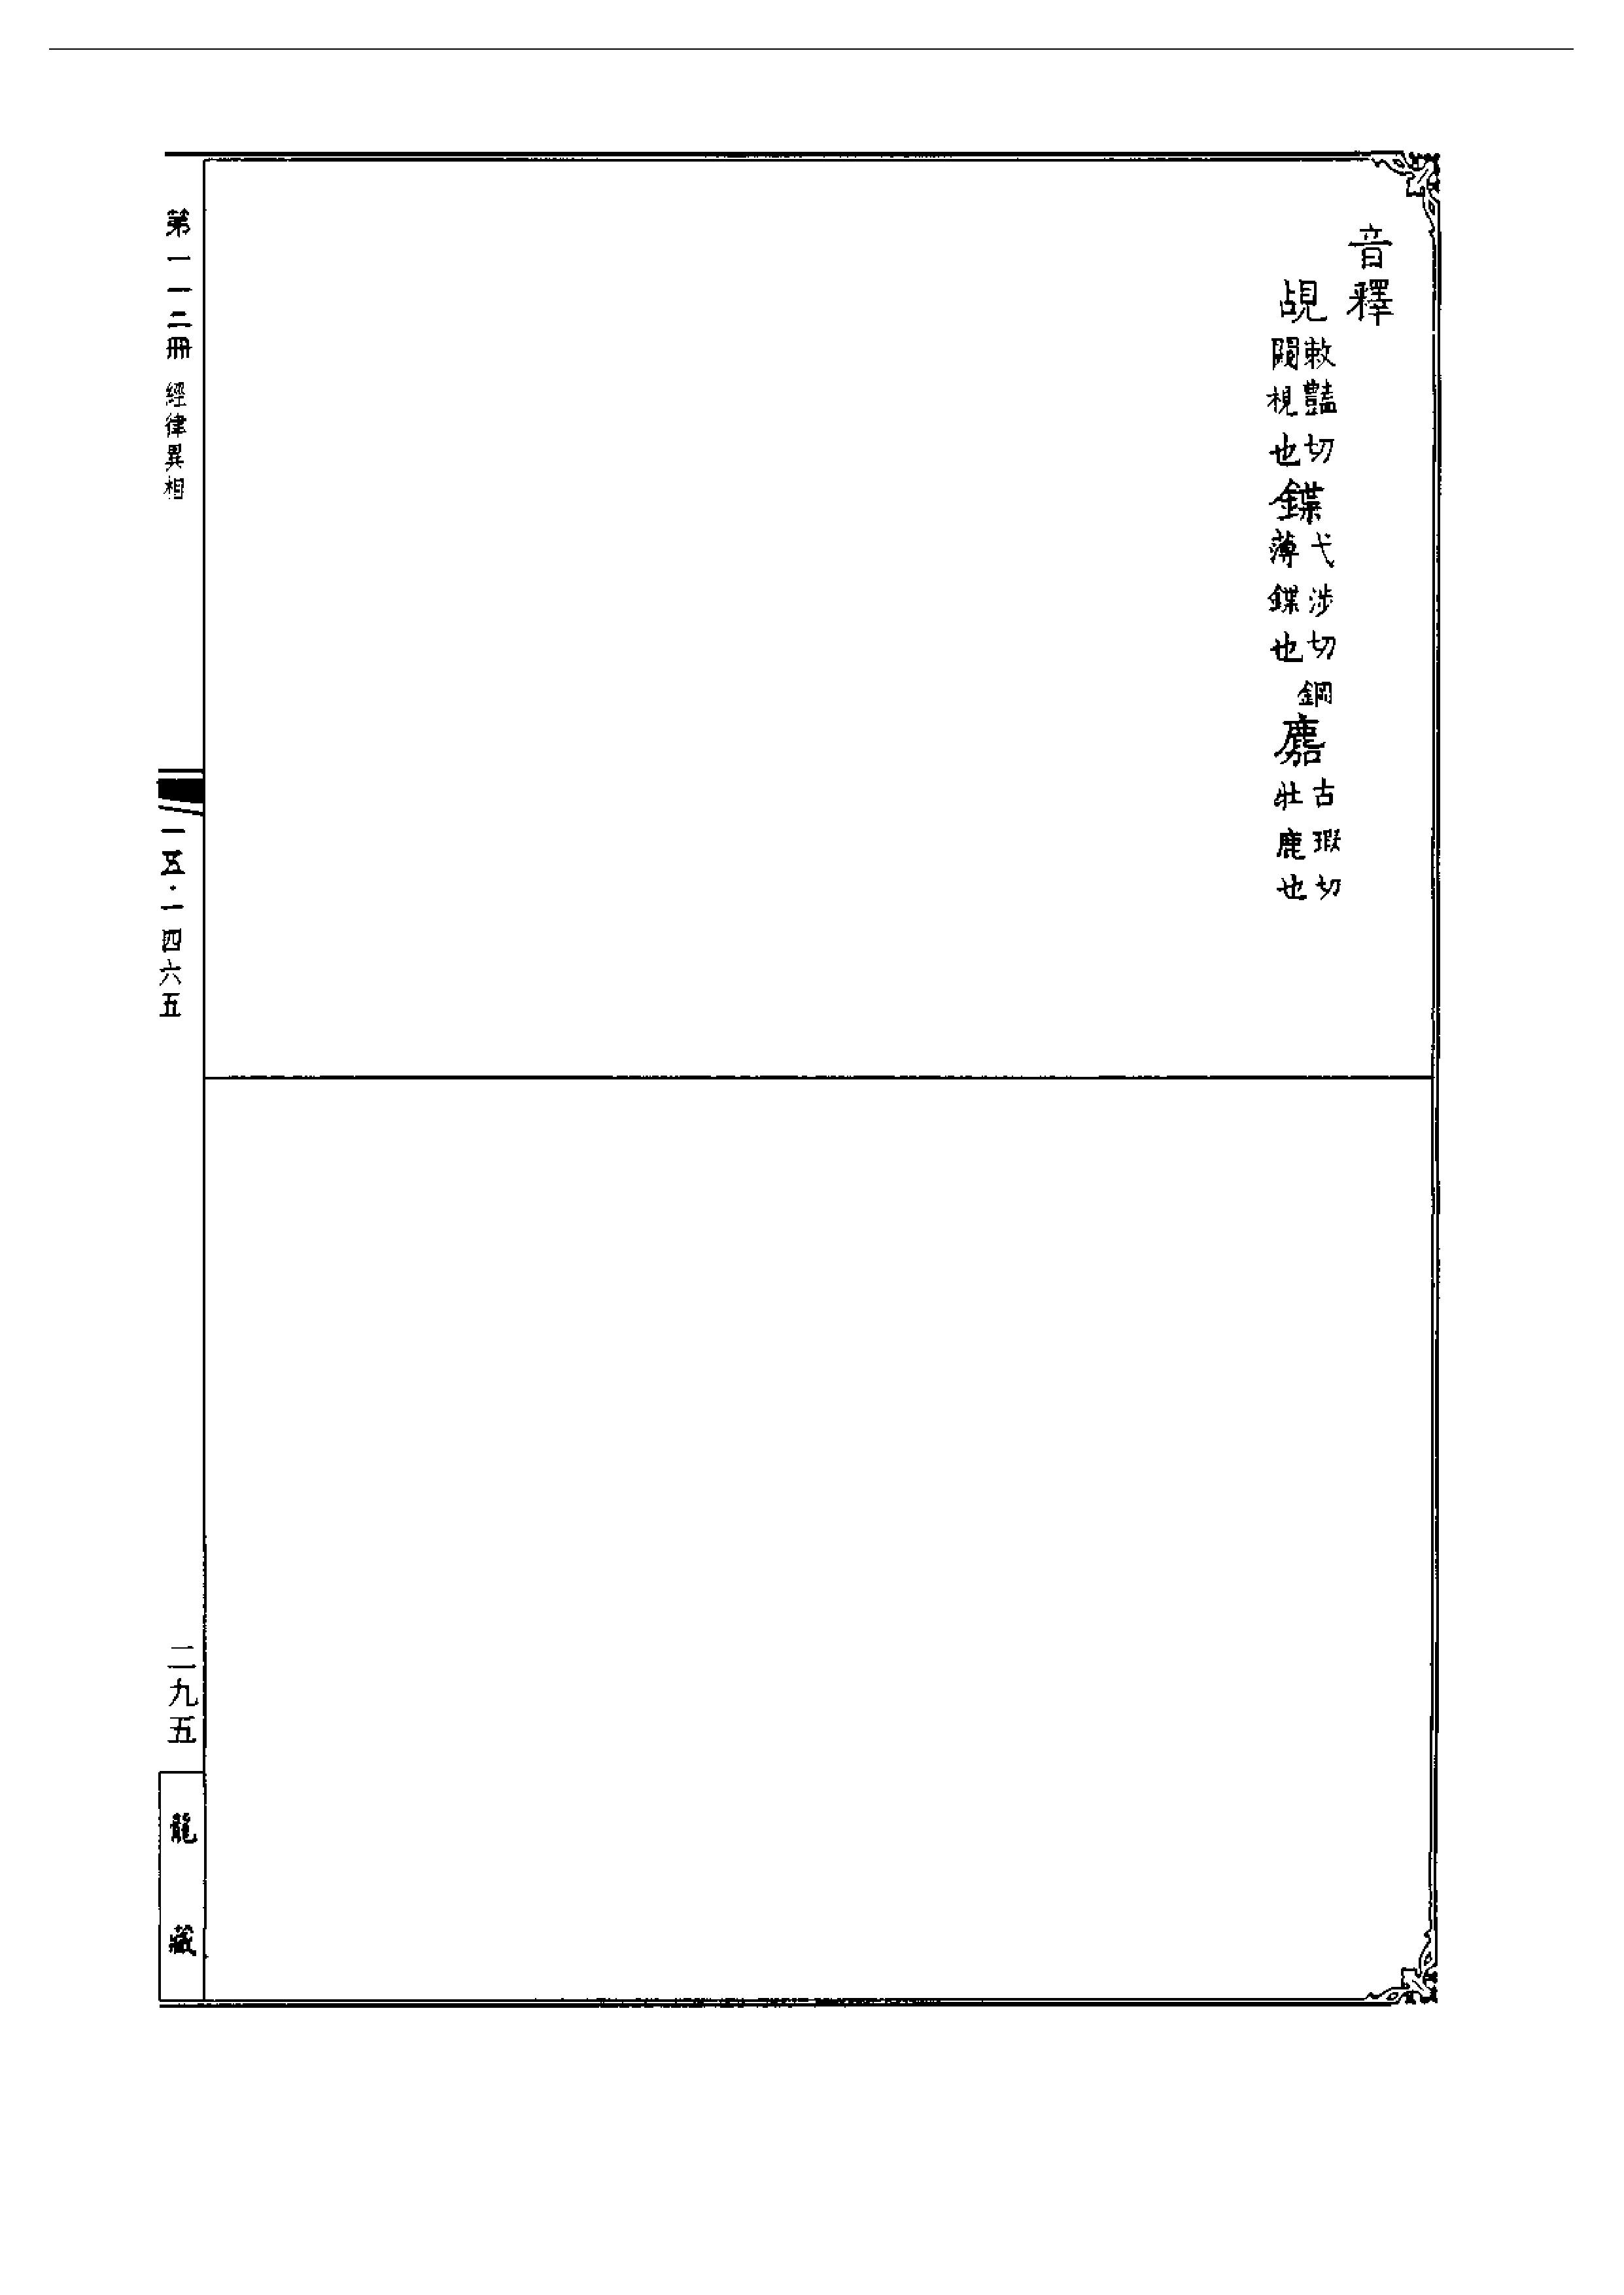 音釋
覘敕豔切闚視也鍱弋涉切鋼薄鍱也麚古瑕切牡鹿也
第一一二冊 經律異相
一五·一四六五
二九五
龍藏